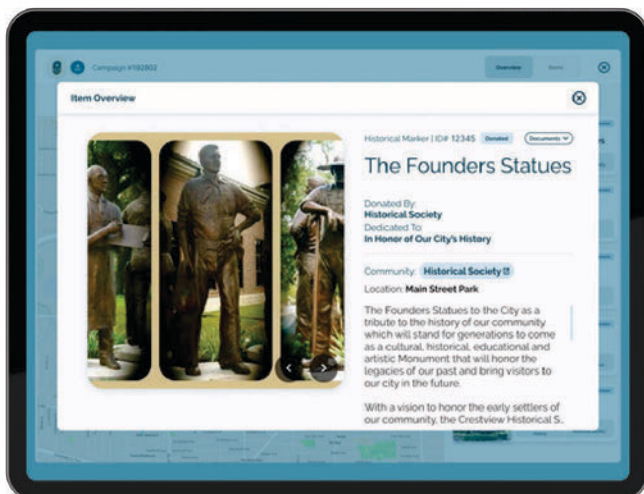 Campaign #192802
Overview
Items
Item Overview
Historical Marker | ID# 12345 Donated Documents
The Founders Statues
Donated By:
Historical Society
Dedicated To:
In Honor of Our City's History
Community: Historical Society
Location: Main Street Park
The Founders Statues to the City as a
tribute to the history of our community
which will stand for generations to come
as a cultural, historical, educational and
artistic Monument that will honor the
legacies of our past and bring visitors to
our city in the future.
With a vision to honor the early settlers of
our community, the Crestview Historical S..